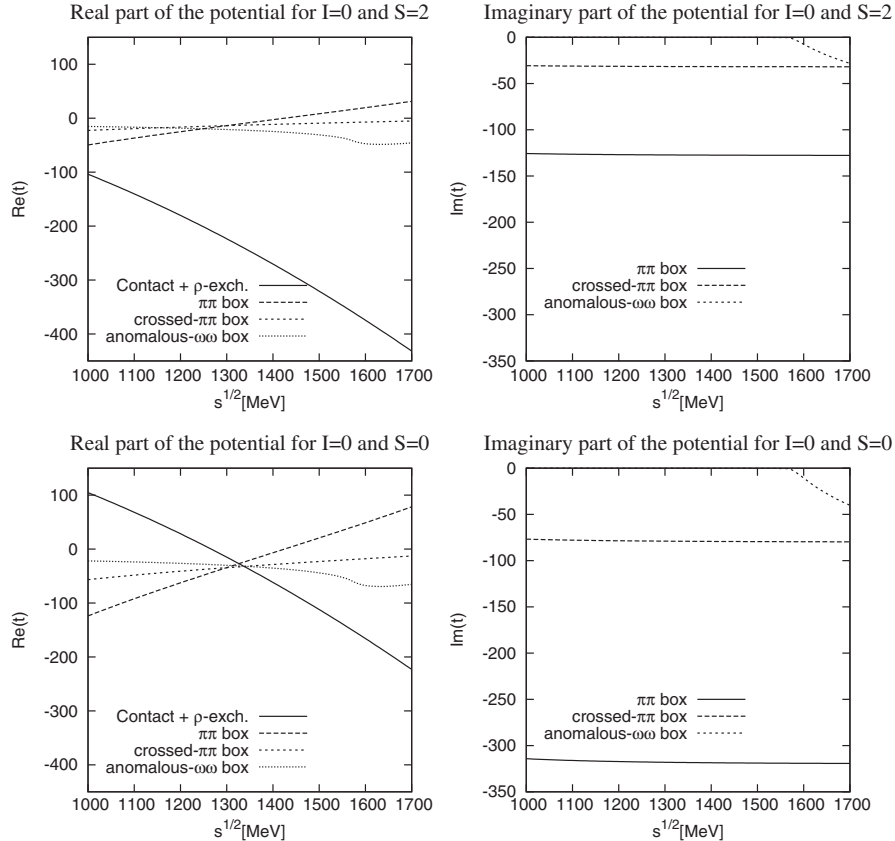 Real part of the potential for I=0 and S=2
100
0
-100
-200
-300
-400
Re(t)
Contact + ρ-exch.
ππ box
crossed-ππ box
anomalous-ωω box
1000 1100 1200 1300 1400 1500 1600 1700
s^{1/2}[MeV]
Imaginary part of the potential for I=0 and S=2
0
-50
-100
-150
-200
-250
-300
-350
Im(t)
ππ box
crossed-ππ box
anomalous-ωω box
1000 1100 1200 1300 1400 1500 1600 1700
s^{1/2}[MeV]
Real part of the potential for I=0 and S=0
100
0
-100
-200
-300
-400
Re(t)
Contact + ρ-exch.
ππ box
crossed-ππ box
anomalous-ωω box
1000 1100 1200 1300 1400 1500 1600 1700
s^{1/2}[MeV]
Imaginary part of the potential for I=0 and S=0
0
-50
-100
-150
-200
-250
-300
-350
Im(t)
ππ box
crossed-ππ box
anomalous-ωω box
1000 1100 1200 1300 1400 1500 1600 1700
s^{1/2}[MeV]